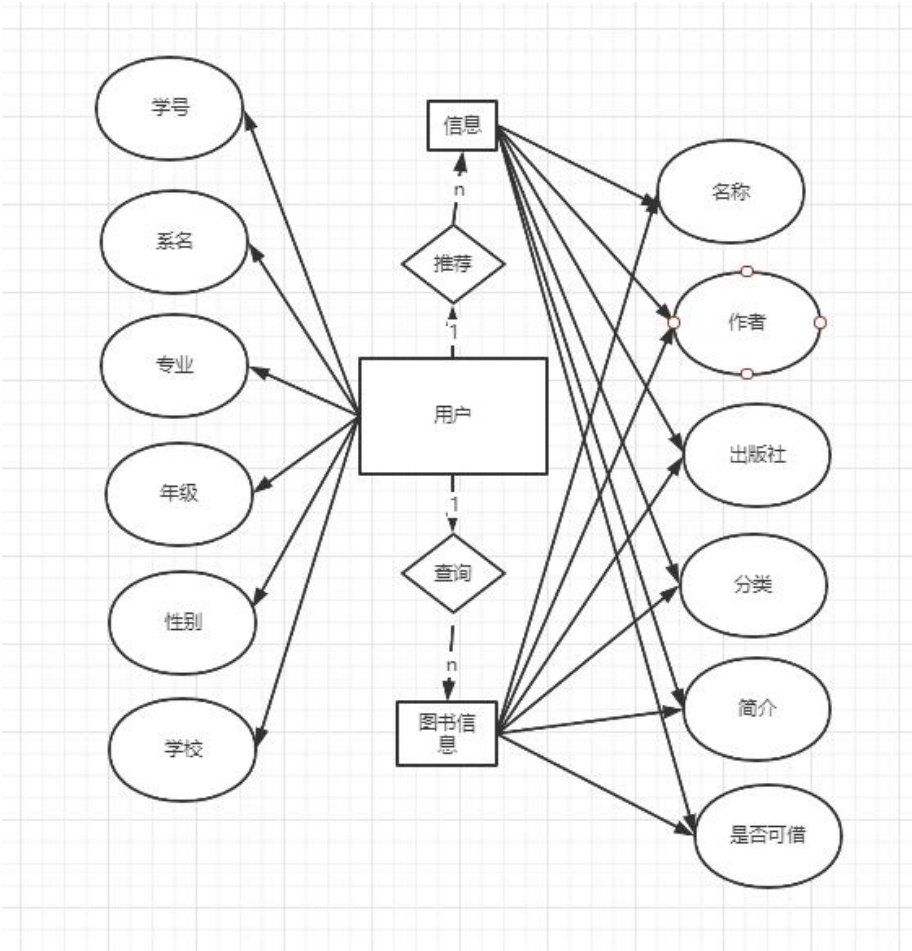 学号
系名
专业
年级
性别
学校
信息
n
推荐
1
用户
1
查询
n
图书信
息
名称
作者
出版社
分类
简介
是否可借